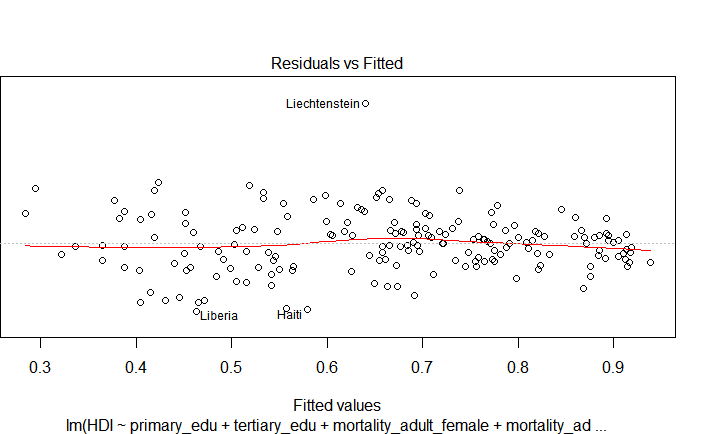 Residuals vs Fitted
Liechtenstein
Liberia
Haiti
0.3 0.4 0.5 0.6 0.7 0.8 0.9
Fitted values
lm(HDI ~ primary_edu + tertiary_edu + mortality_adult_female + mortality_ad ...